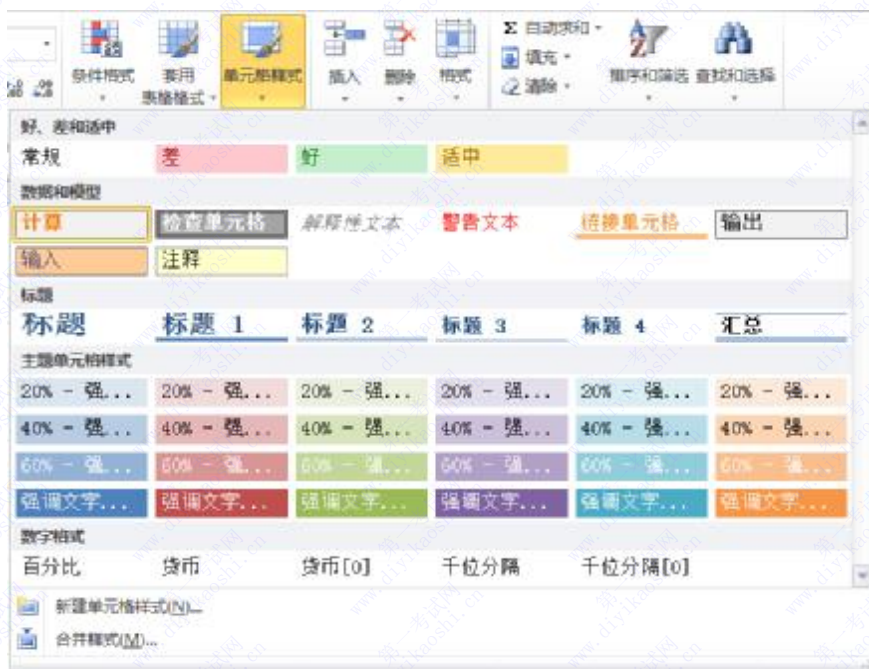 Σ 自动求和
填充
清除
条件格式
套用
表格格式
单元格样式
插入
删除
格式
排序和筛选
查找和选择
好、差和适中
常规 差 好 适中
数据和模型
计算 检查单元格 解释性文本 警告文本 链接单元格 输出
输入 注释
标题
标题 标题 1 标题 2 标题 3 标题 4 汇总
主题单元格样式
20% - 强... 20% - 强... 20% - 强... 20% - 强... 20% - 强... 20% - 强...
40% - 强... 40% - 强... 40% - 强... 40% - 强... 40% - 强... 40% - 强...
60% - 强... 60% - 强... 60% - 强... 60% - 强... 60% - 强... 60% - 强...
强调文字... 强调文字... 强调文字... 强调文字... 强调文字... 强调文字...
数字格式
百分比 货币 货币[0] 千位分隔 千位分隔[0]
新建单元格样式(N)...
合并样式(M)...